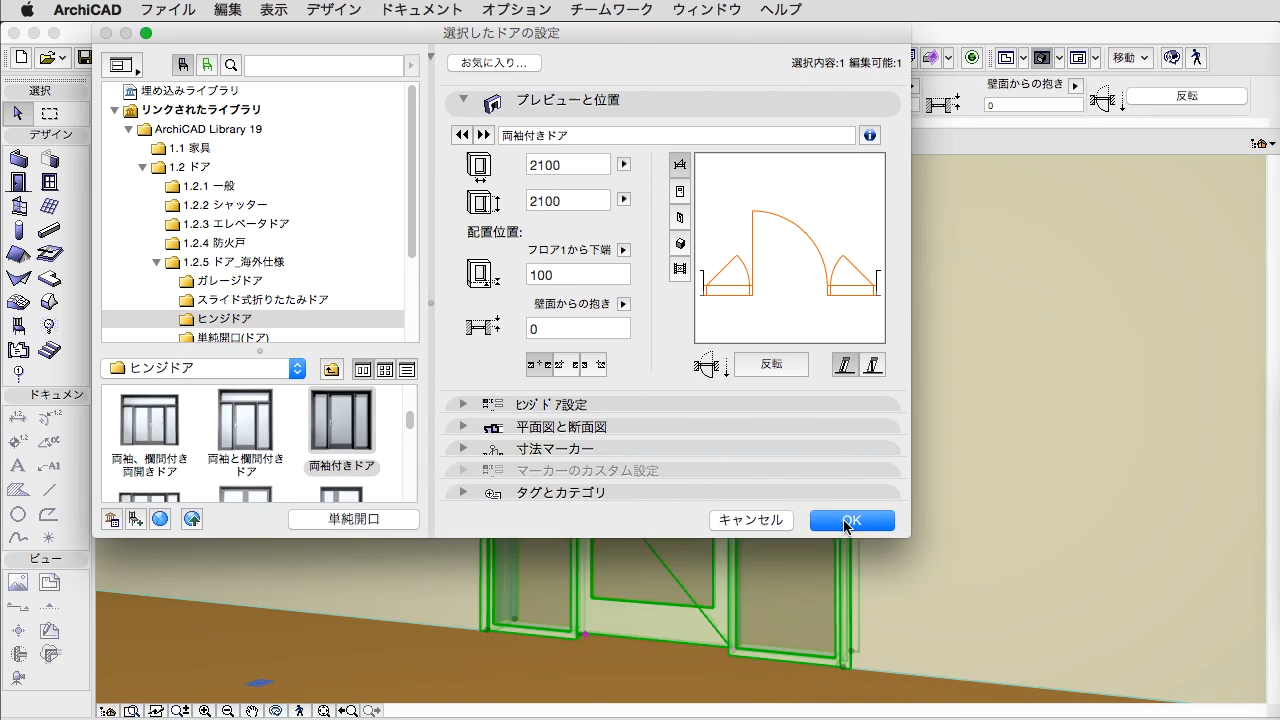 ArchiCAD ファイル 編集 表示 デザイン ドキュメント オプション チームワーク ウィンドウ ヘルプ
選択したドアの設定
お気に入り...
選択内容:1 編集可能:1
移動
選択
デザイン
ドキュメン
ビュー
壁面からの抱き
0
反転
埋め込みライブラリ
リンクされたライブラリ
ArchiCAD Library 19
1.1 家具
1.2 ドア
1.2.1 一般
1.2.2 シャッター
1.2.3 エレベータドア
1.2.4 防火戸
1.2.5 ドア_海外仕様
ガレージドア
スライド式折りたたみドア
ヒンジドア
単純開口(ドア)
ヒンジドア
両袖、欄間付き
両開きドア
両袖と欄間付き
ドア
両袖付きドア
単純開口
プレビューと位置
両袖付きドア
2100
2100
配置位置:
フロア1から下端
100
壁面からの抱き
0
反転
ﾋﾝｼﾞﾄﾞｱ設定
平面図と断面図
寸法マーカー
マーカーのカスタム設定
タグとカテゴリ
キャンセル
OK